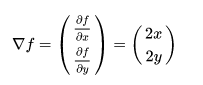 ∇f = ( ∂f/∂x ∂f/∂y ) = ( 2x 2y )